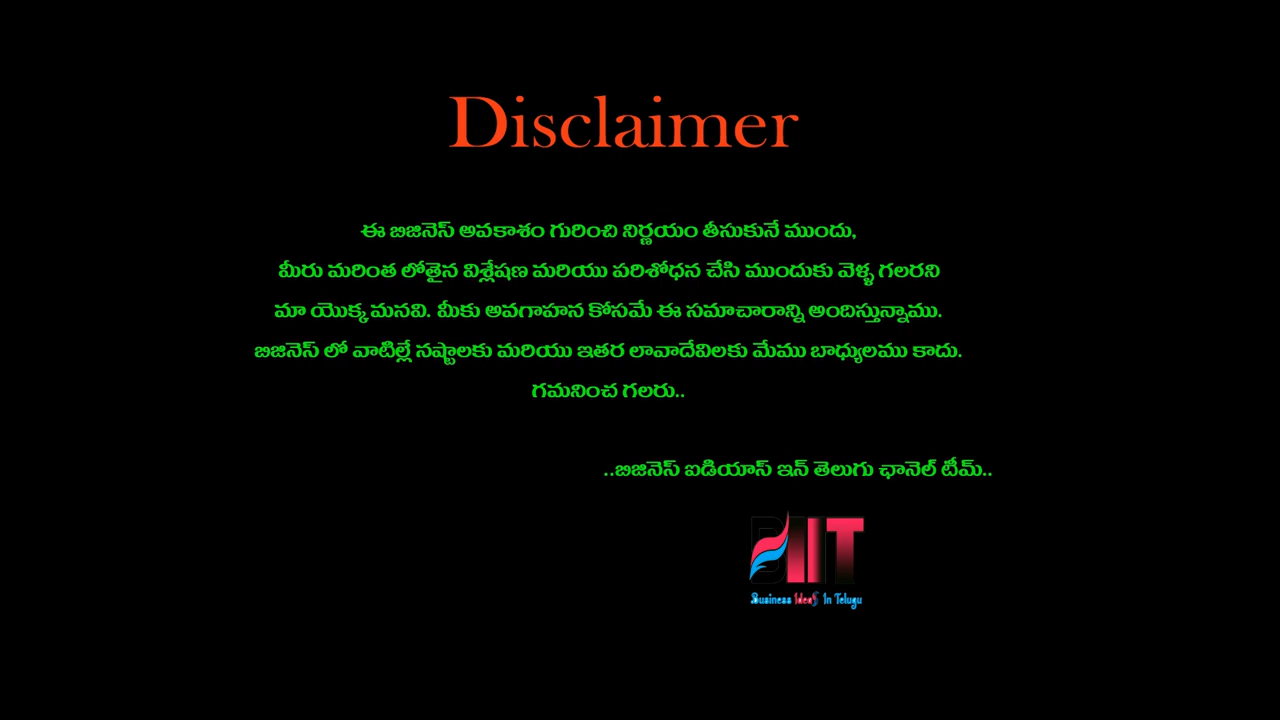 Disclaimer
ఈ బిజినెస్ అవకాశం గురించి నిర్ణయం తీసుకునే ముందు,
మీరు మరింత లోతైన విశ్లేషణ మరియు పరిశోధన చేసి ముందుకు వెళ్ళ గలరని
మా యొక్క మనవి. మీకు అవగాహన కోసమే ఈ సమాచారాన్ని అందిస్తున్నాము.
బిజినెస్ లో వాటిల్లే నష్టాలకు మరియు ఇతర లావాదేవిలకు మేము బాధ్యులము కాదు.
గమనించ గలరు..
..బిజినెస్ ఐడియాస్ ఇన్ తెలుగు ఛానెల్ టీమ్..
BIIT
Business Ideas In Telugu